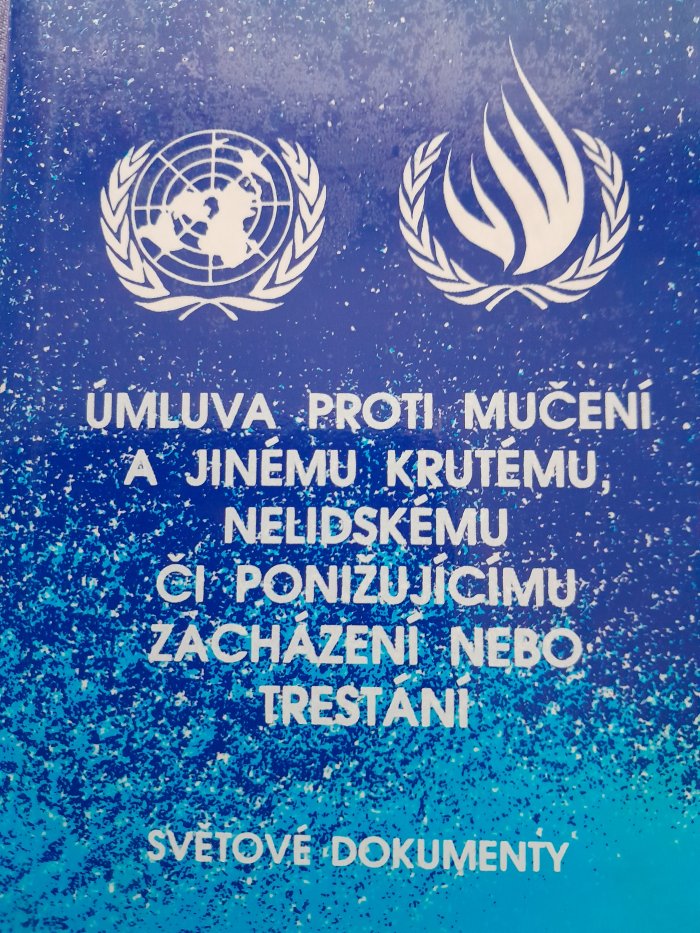 ÚMLUVA PROTI MUČENÍ
A JINÉMU KRUTÉMU,
NELIDSKÉMU
ČI PONIŽUJÍCÍMU
ZACHÁZENÍ NEBO
TRESTÁNÍ
SVĚTOVÉ DOKUMENTY